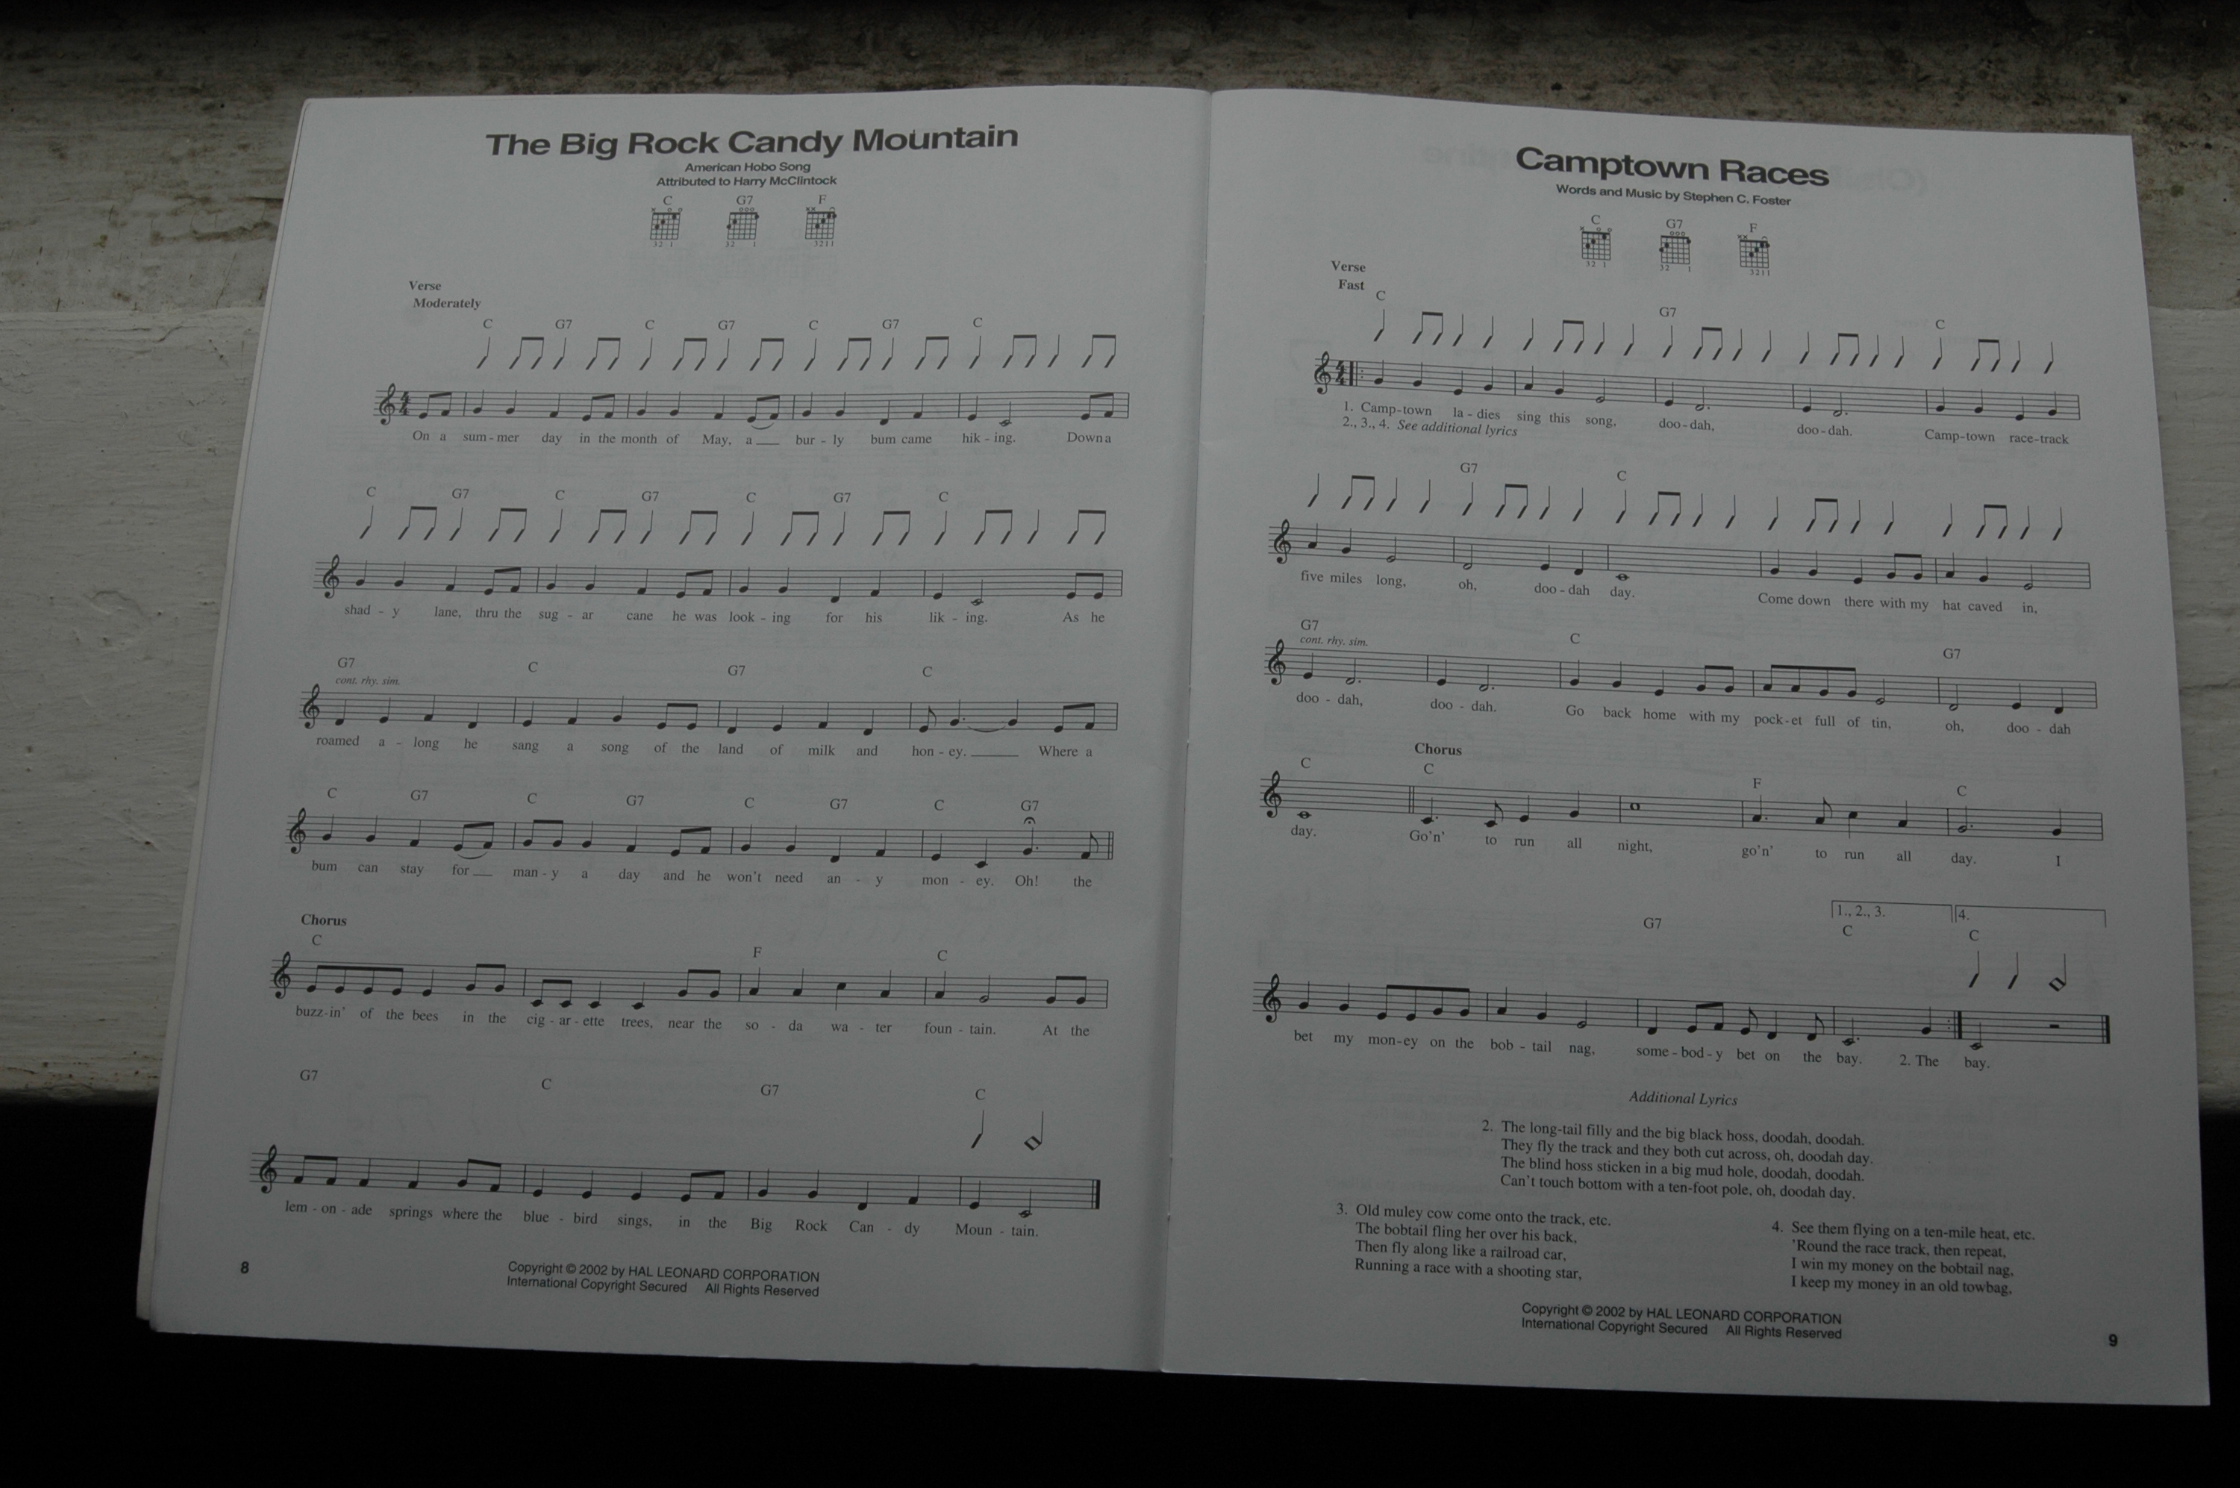 The Big Rock Candy Mountain
American Hobo Song
Attributed to Harry McClintock
C G7 F
32 1 32 1 3211
Verse
Moderately
C G7 C G7 C G7 C
On a sum - mer day in the month of May, a bur - ly bum came hik - ing. Down a
C G7 C G7 C G7 C
shad - y lane, thru the sug - ar cane he was look - ing for his lik - ing. As he
G7 C G7 C
cont. rhy. sim.
roamed a - long he sang a song of the land of milk and hon - ey. Where a
C G7 C G7 C G7 C G7
bum can stay for man - y a day and he won't need an - y mon - ey. Oh! the
Chorus
C F C
buzz-in' of the bees in the cig - ar - ette trees, near the so - da wa - ter foun - tain. At the
G7 C G7 C
lem - on - ade springs where the blue - bird sings, in the Big Rock Can - dy Moun - tain.
Copyright © 2002 by HAL LEONARD CORPORATION
International Copyright Secured All Rights Reserved
8
Camptown Races
Words and Music by Stephen C. Foster
C G7 F
32 1 32 1 3211
Verse
Fast
C G7 C
1. Camp-town la - dies sing this song, doo-dah, doo-dah. Camp-town race-track
2., 3., 4. See additional lyrics
G7 C
five miles long, oh, doo - dah day. Come down there with my hat caved in,
G7 C G7
cont. rhy. sim.
doo - dah, doo - dah. Go back home with my pock-et full of tin, oh, doo - dah
Chorus
C C F C
day. Go'n' to run all night, go'n' to run all day. I
1., 2., 3. 4.
G7 C C
bet my mon-ey on the bob - tail nag, some-bod-y bet on the bay. 2. The bay.
Additional Lyrics
2. The long-tail filly and the big black hoss, doodah, doodah.
They fly the track and they both cut across, oh, doodah day.
The blind hoss sticken in a big mud hole, doodah, doodah.
Can't touch bottom with a ten-foot pole, oh, doodah day.
3. Old muley cow come onto the track, etc.
The bobtail fling her over his back,
Then fly along like a railroad car,
Running a race with a shooting star,
4. See them flying on a ten-mile heat, etc.
'Round the race track, then repeat,
I win my money on the bobtail nag,
I keep my money in an old towbag,
Copyright © 2002 by HAL LEONARD CORPORATION
International Copyright Secured All Rights Reserved
9